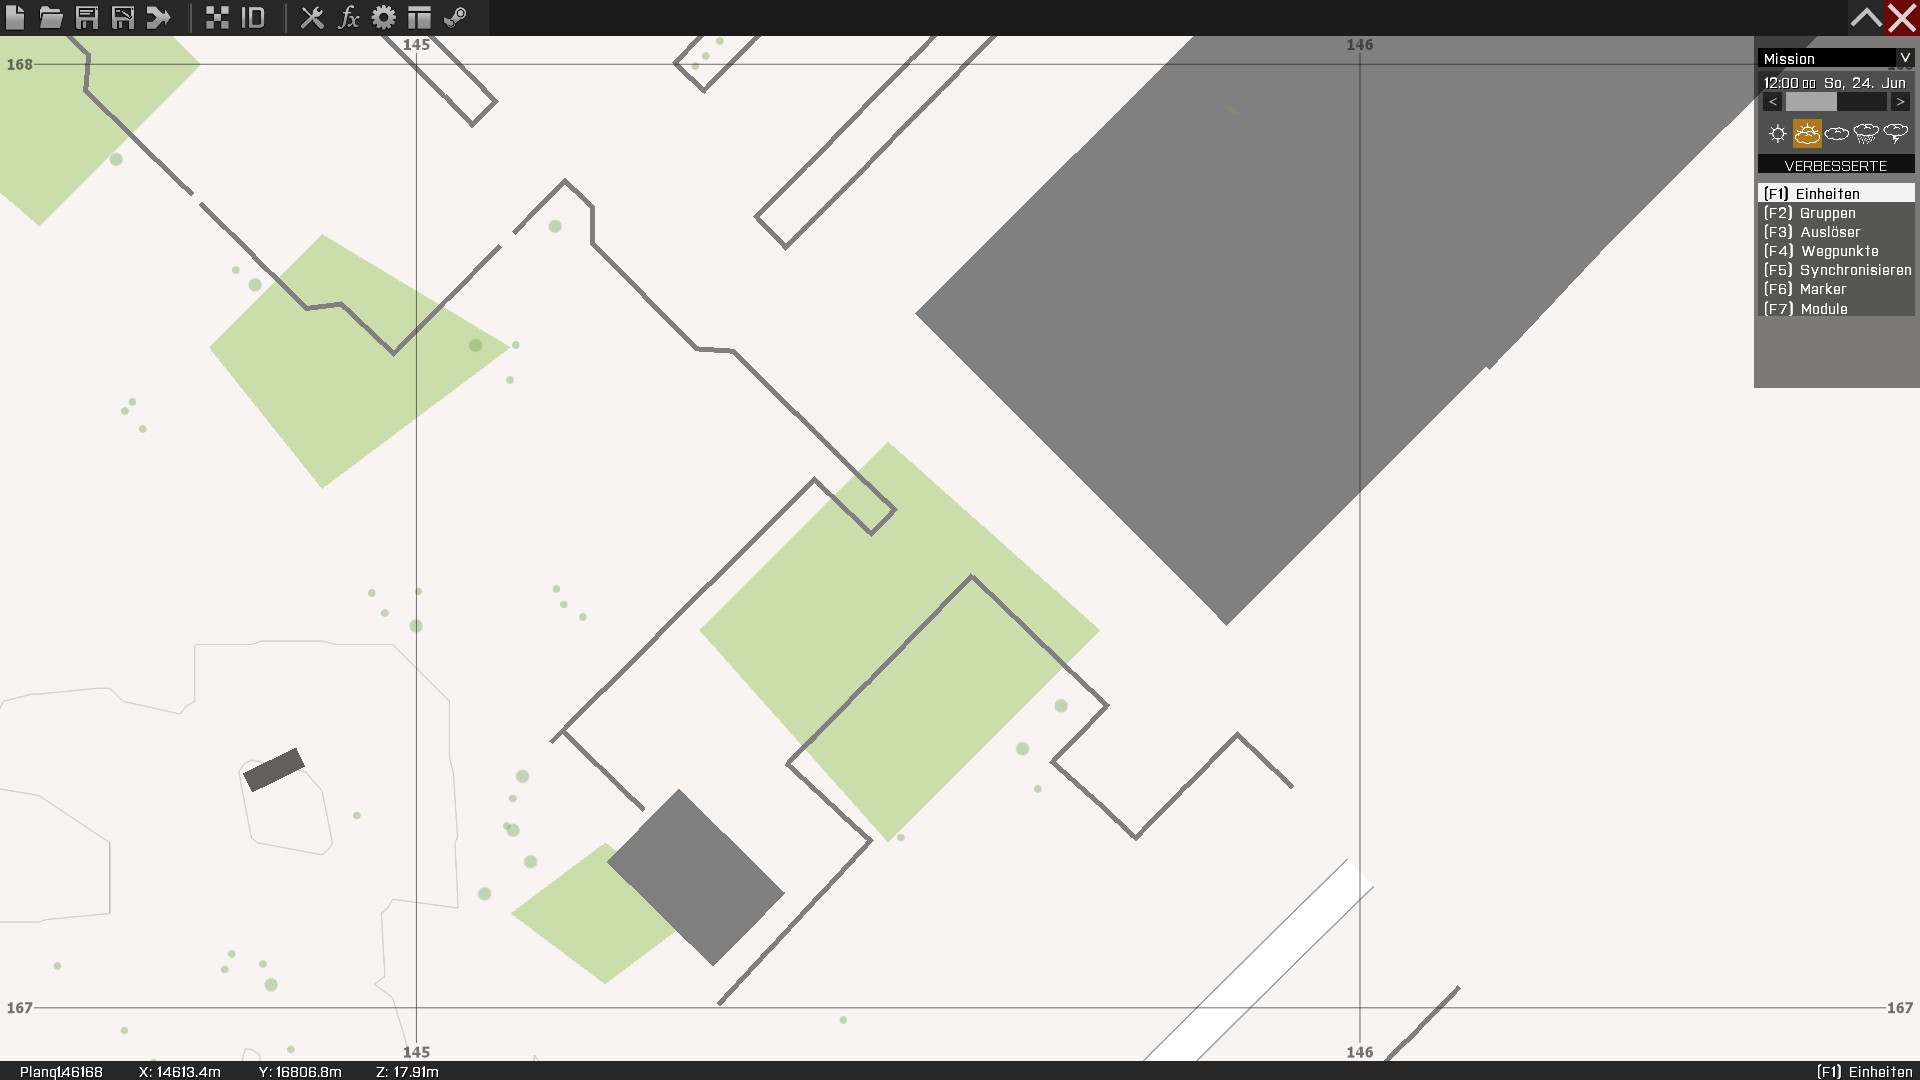 ID
fx
145
146
168
Mission
12:00 So, 24. Jun
<
>
VERBESSERTE
(F1) Einheiten
(F2) Gruppen
(F3) Auslöser
(F4) Wegpunkte
(F5) Synchronisieren
(F6) Marker
(F7) Module
167
167
145
146
Planq146168 X: 14613.4m Y: 16806.8m Z: 17.91m
(F1) Einheiten